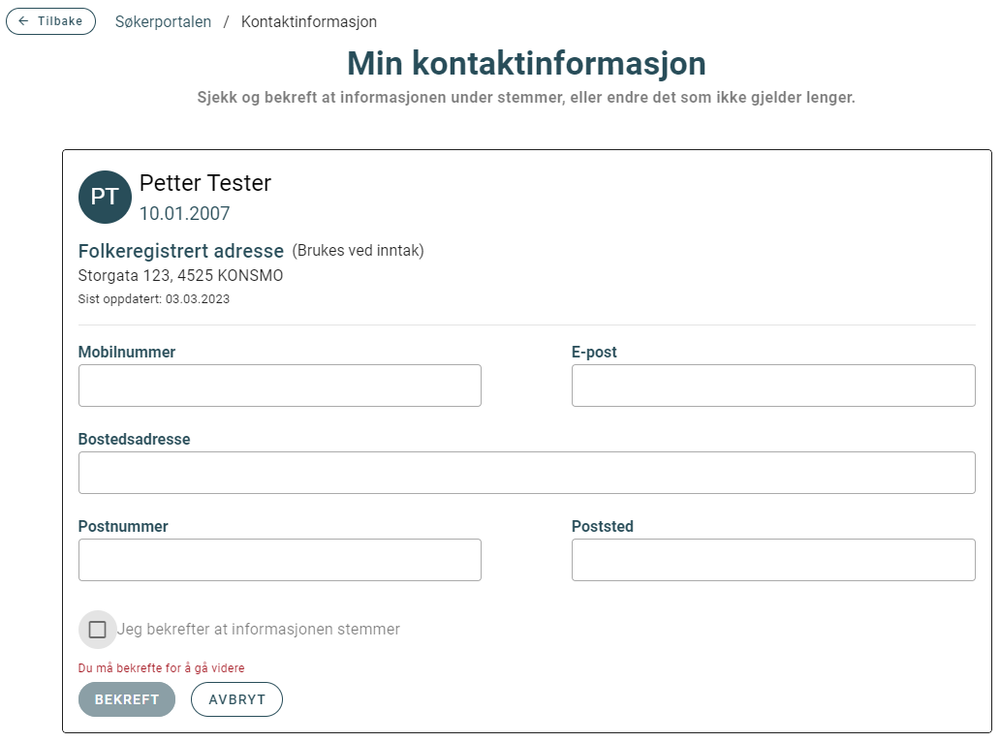 ← Tilbake Søkerportalen / Kontaktinformasjon
Min kontaktinformasjon
Sjekk og bekreft at informasjonen under stemmer, eller endre det som ikke gjelder lenger.
PT Petter Tester
10.01.2007
Folkeregistrert adresse (Brukes ved inntak)
Storgata 123, 4525 KONSMO
Sist oppdatert: 03.03.2023
Mobilnummer E-post
Bostedsadresse
Postnummer Poststed
Jeg bekrefter at informasjonen stemmer
Du må bekrefte for å gå videre
BEKREFT AVBRYT